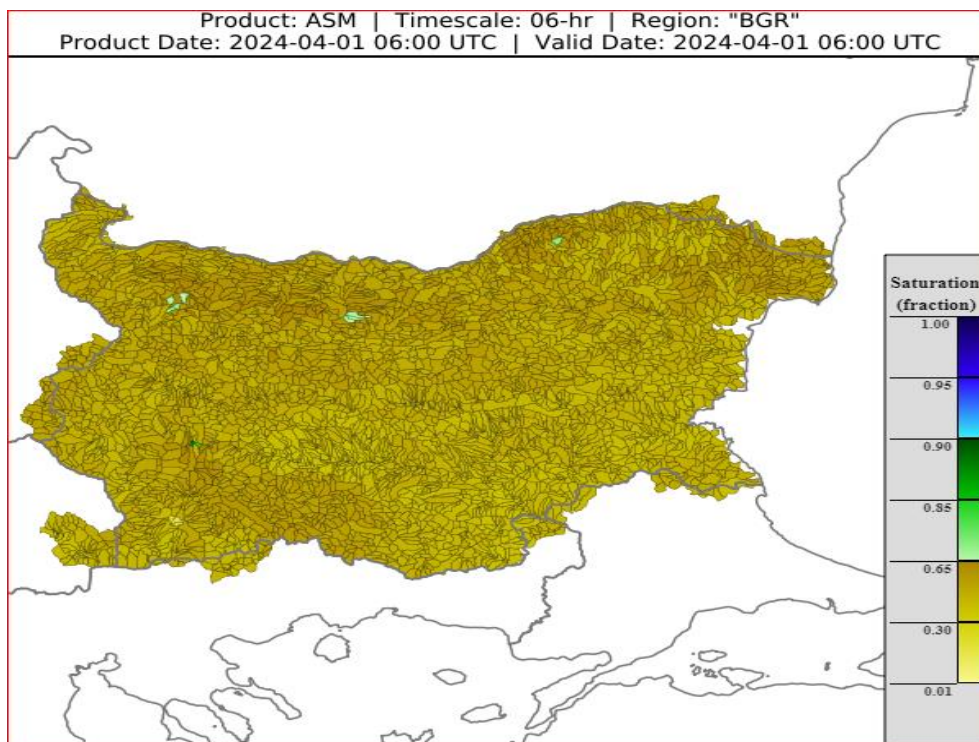 Product: ASM | Timescale: 06-hr | Region: "BGR"
Product Date: 2024-04-01 06:00 UTC | Valid Date: 2024-04-01 06:00 UTC
Saturation
(fraction)
1.00
0.95
0.90
0.85
0.65
0.30
0.01